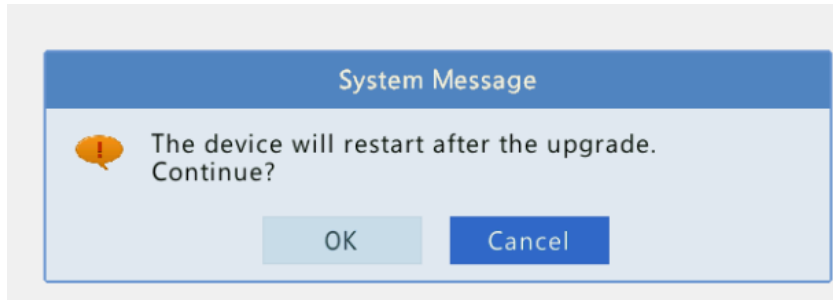 System Message
The device will restart after the upgrade.
Continue?
OK
Cancel